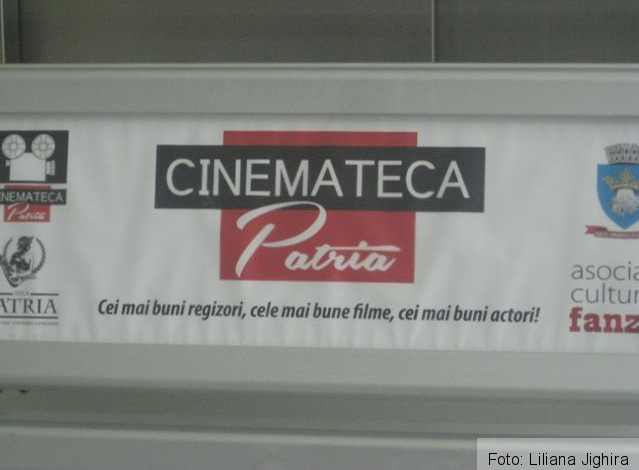 CINEMATECA
Patria
Cei mai buni regizori, cele mai bune filme, cei mai buni actori!
NEMATECA
Patria
ATRIA
asocia
cultur
fanz
Foto: Liliana Jighira